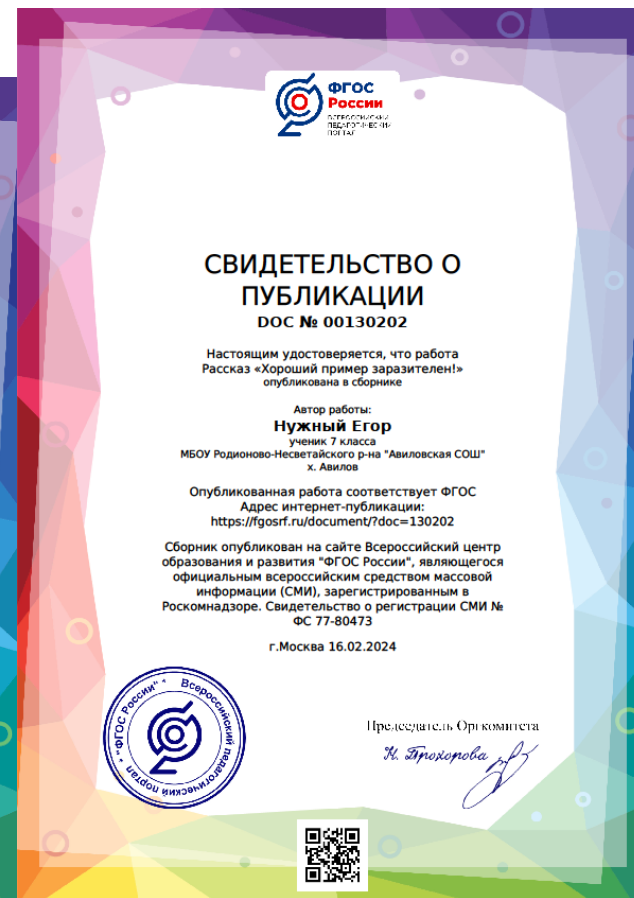 ФГОС
России
ВСЕРОССИЙСКИЙ
ПЕДАГОГИЧЕСКИЙ
ПОРТАЛ
СВИДЕТЕЛЬСТВО О
ПУБЛИКАЦИИ
DOC № 00130202
Настоящим удостоверяется, что работа
Рассказ «Хороший пример заразителен!»
опубликована в сборнике
Автор работы:
Нужный Егор
ученик 7 класса
МБОУ Родионово-Несветайского р-на "Авиловская СОШ"
х. Авилов
Опубликованная работа соответствует ФГОС
Адрес интернет-публикации:
https://fgosrf.ru/document/?doc=130202
Сборник опубликован на сайте Всероссийский центр
образования и развития "ФГОС России", являющегося
официальным всероссийским средством массовой
информации (СМИ), зарегистрированным в
Роскомнадзоре. Свидетельство о регистрации СМИ №
ФС 77-80473
г.Москва 16.02.2024
Всероссийский педагогический портал * "ФГОС России" *
Председатель Оргкомитета
Н. Прохорова